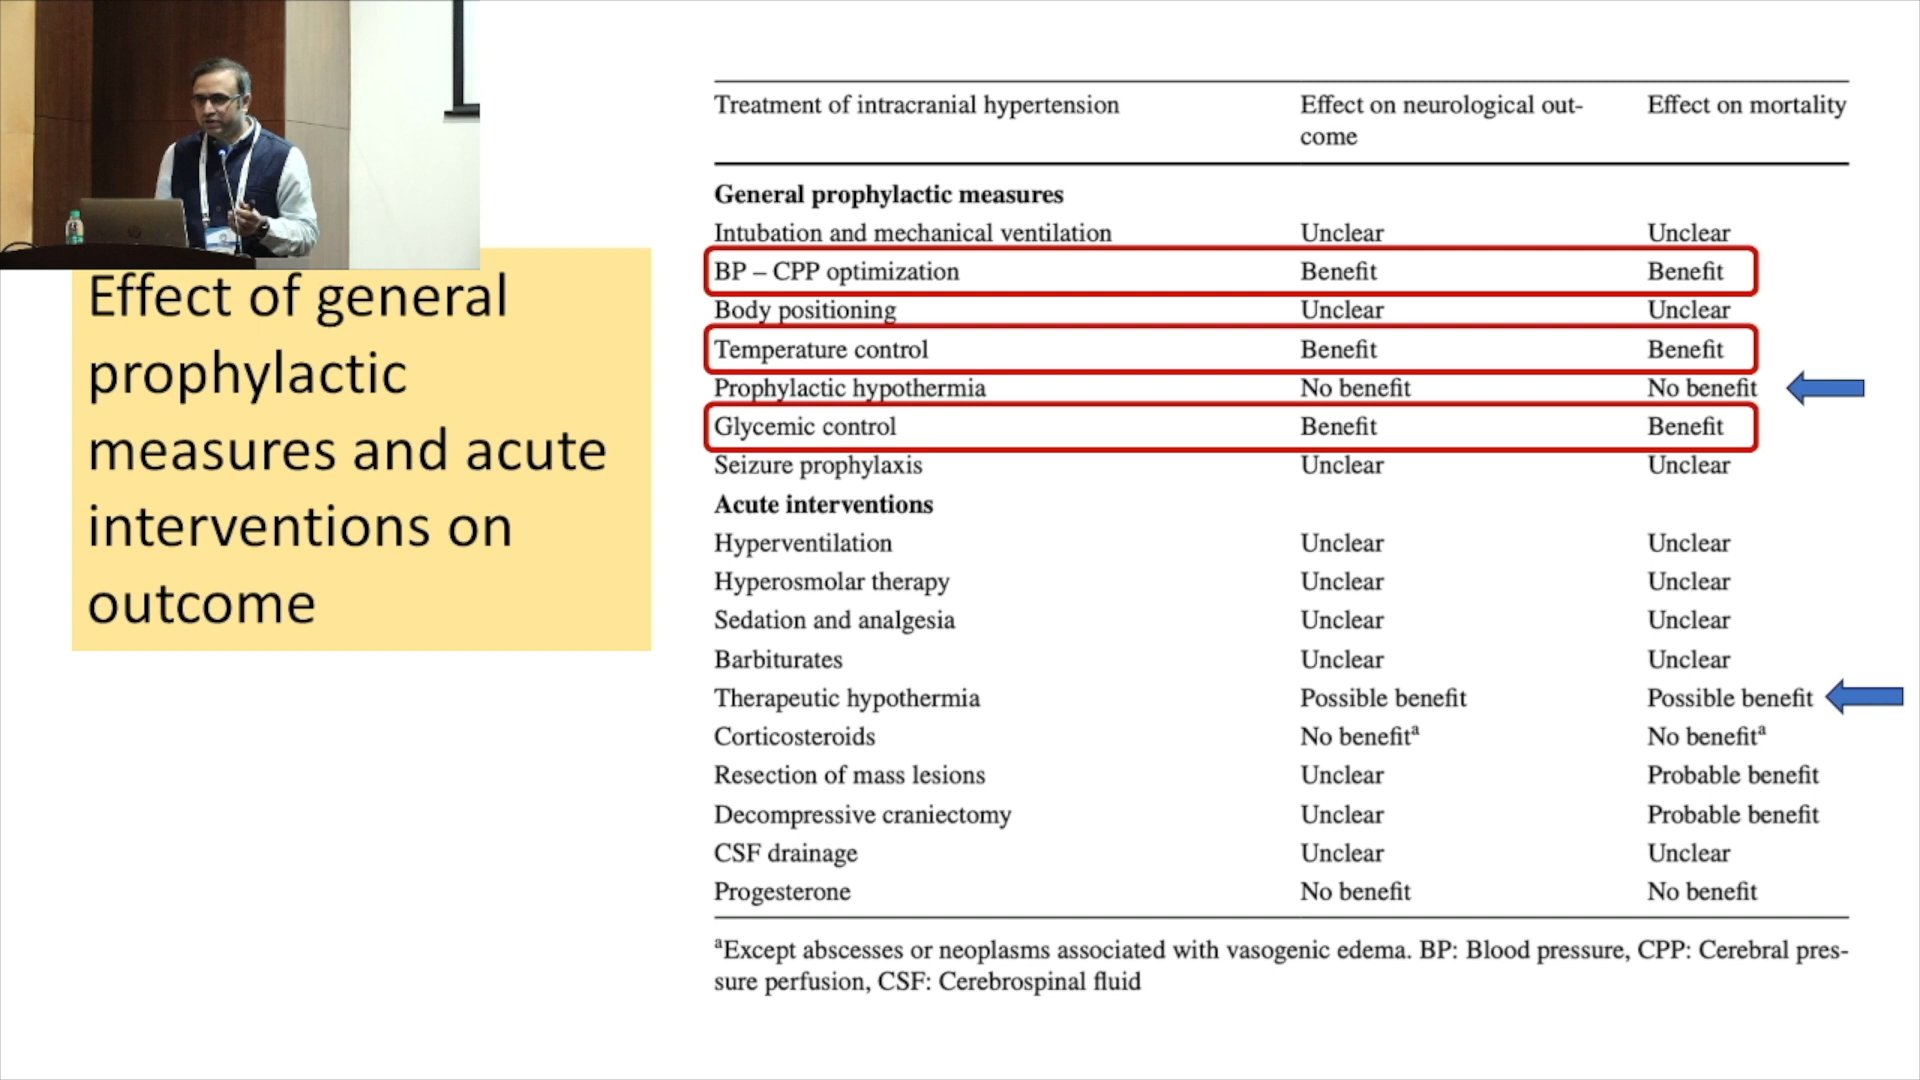 Effect of general
prophylactic
measures and acute
interventions on
outcome
Treatment of intracranial hypertension Effect on neurological out- Effect on mortality
come
General prophylactic measures
Intubation and mechanical ventilation Unclear Unclear
BP – CPP optimization Benefit Benefit
Body positioning Unclear Unclear
Temperature control Benefit Benefit
Prophylactic hypothermia No benefit No benefit
Glycemic control Benefit Benefit
Seizure prophylaxis Unclear Unclear
Acute interventions
Hyperventilation Unclear Unclear
Hyperosmolar therapy Unclear Unclear
Sedation and analgesia Unclear Unclear
Barbiturates Unclear Unclear
Therapeutic hypothermia Possible benefit Possible benefit
Corticosteroids No benefitᵃ No benefitᵃ
Resection of mass lesions Unclear Probable benefit
Decompressive craniectomy Unclear Probable benefit
CSF drainage Unclear Unclear
Progesterone No benefit No benefit
ᵃExcept abscesses or neoplasms associated with vasogenic edema. BP: Blood pressure, CPP: Cerebral pres-
sure perfusion, CSF: Cerebrospinal fluid